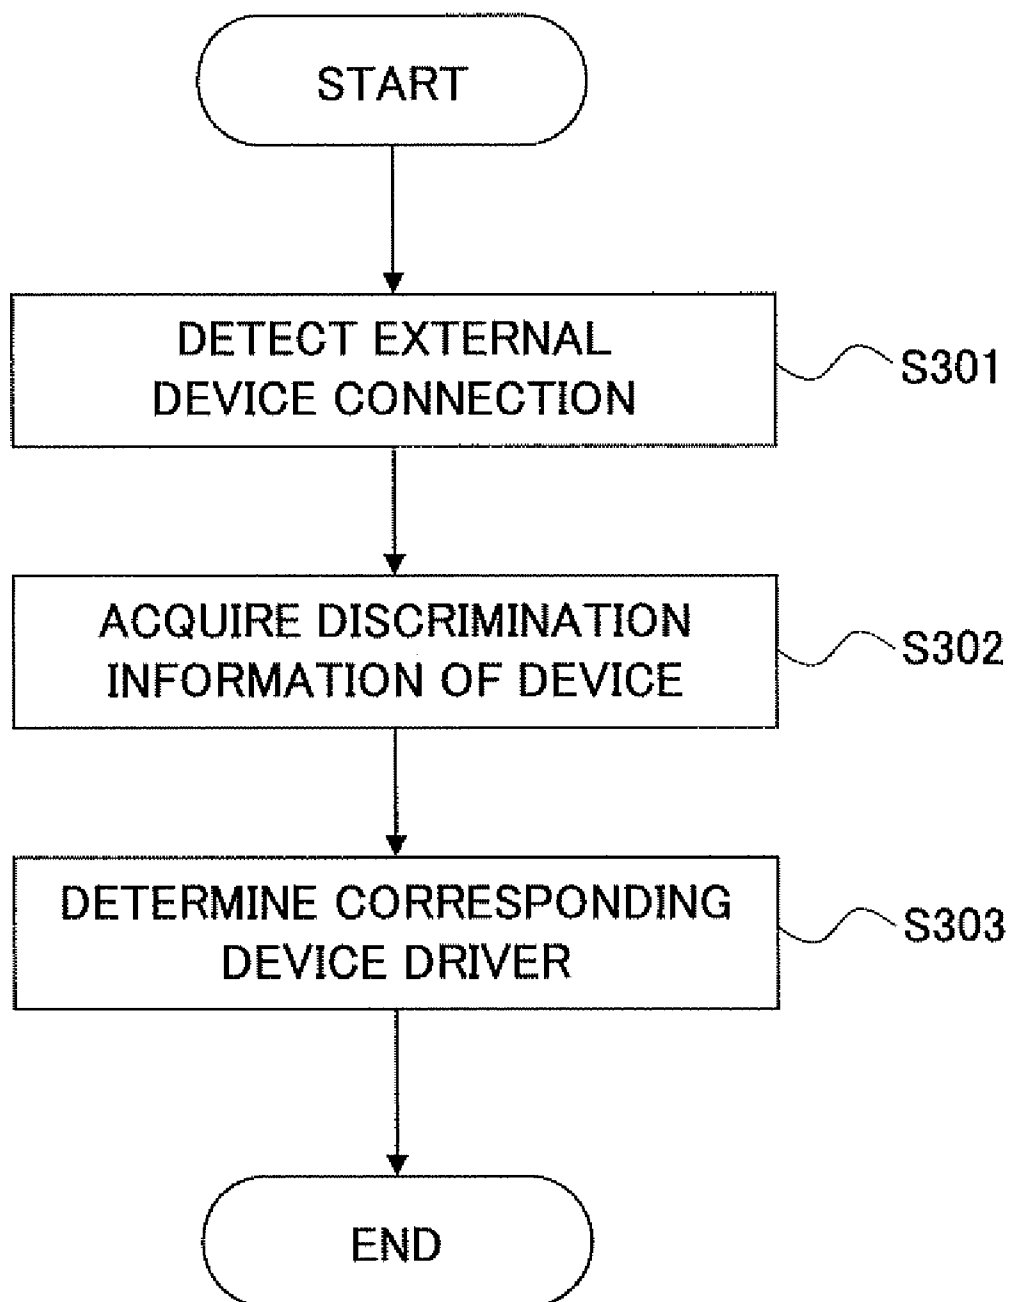 START
DETECT EXTERNAL
DEVICE CONNECTION
S301
ACQUIRE DISCRIMINATION
INFORMATION OF DEVICE
S302
DETERMINE CORRESPONDING
DEVICE DRIVER
S303
END